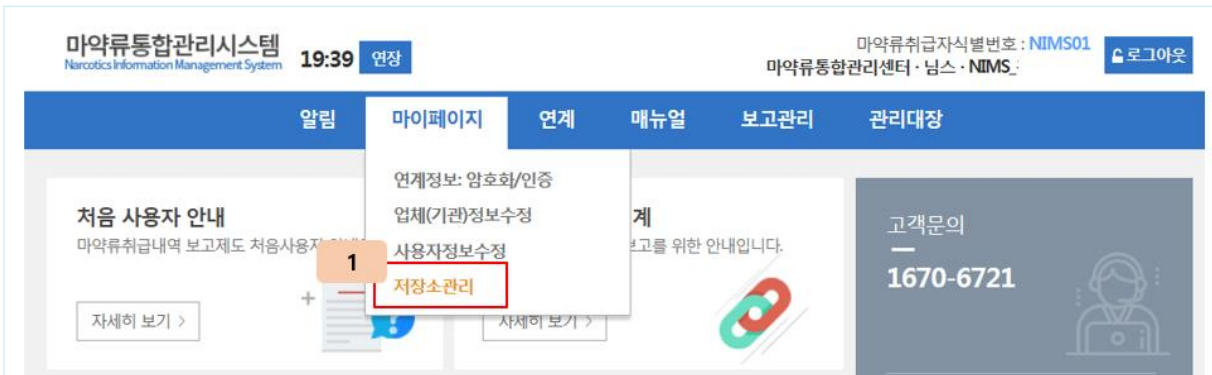 마약류통합관리시스템
Narcotics Information Management System
19:39 연장
마약류취급자식별번호 : NIMS01
마약류통합관리센터 · 님스 · NIMS_
로그아웃
알림 마이페이지 연계 매뉴얼 보고관리 관리대장
연계정보: 암호화/인증
업체(기관)정보수정
사용자정보수정
저장소관리
1
처음 사용자 안내
마약류취급내역 보고제도 처음사용자
자세히 보기 >
계
보고를 위한 안내입니다.
자세히 보기 >
고객문의
1670-6721